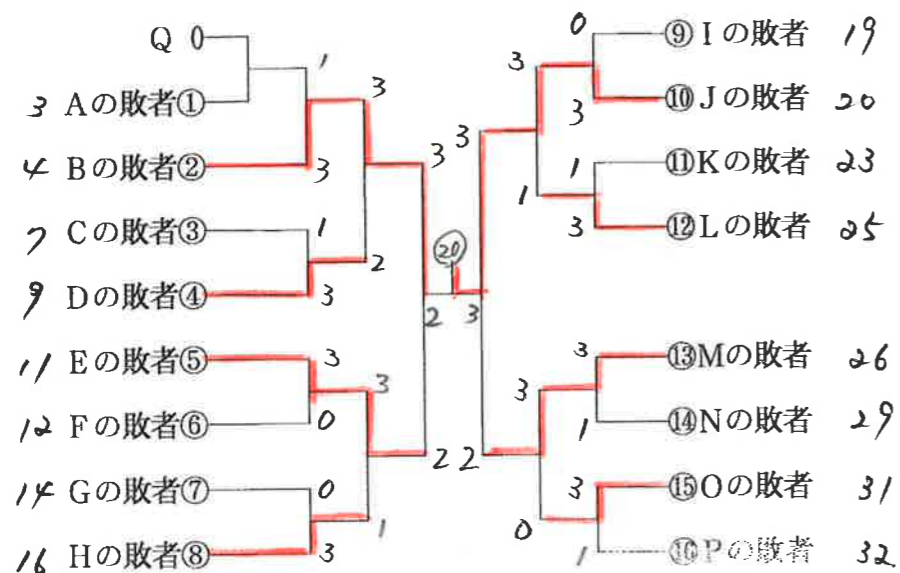 Q 0
3 Aの敗者①
4 Bの敗者②
7 Cの敗者③
9 Dの敗者④
11 Eの敗者⑤
12 Fの敗者⑥
14 Gの敗者⑦
16 Hの敗者⑧
1
3
3
1
2
3
3
3
0
3
0
1
3
2
2
⑳
3
3
2
0
3
3
1
1
3
3
3
1
3
0
1
⑨Iの敗者 19
⑩Jの敗者 20
⑪Kの敗者 23
⑫Lの敗者 25
⑬Mの敗者 26
⑭Nの敗者 29
⑮Oの敗者 31
⑯Pの敗者 32